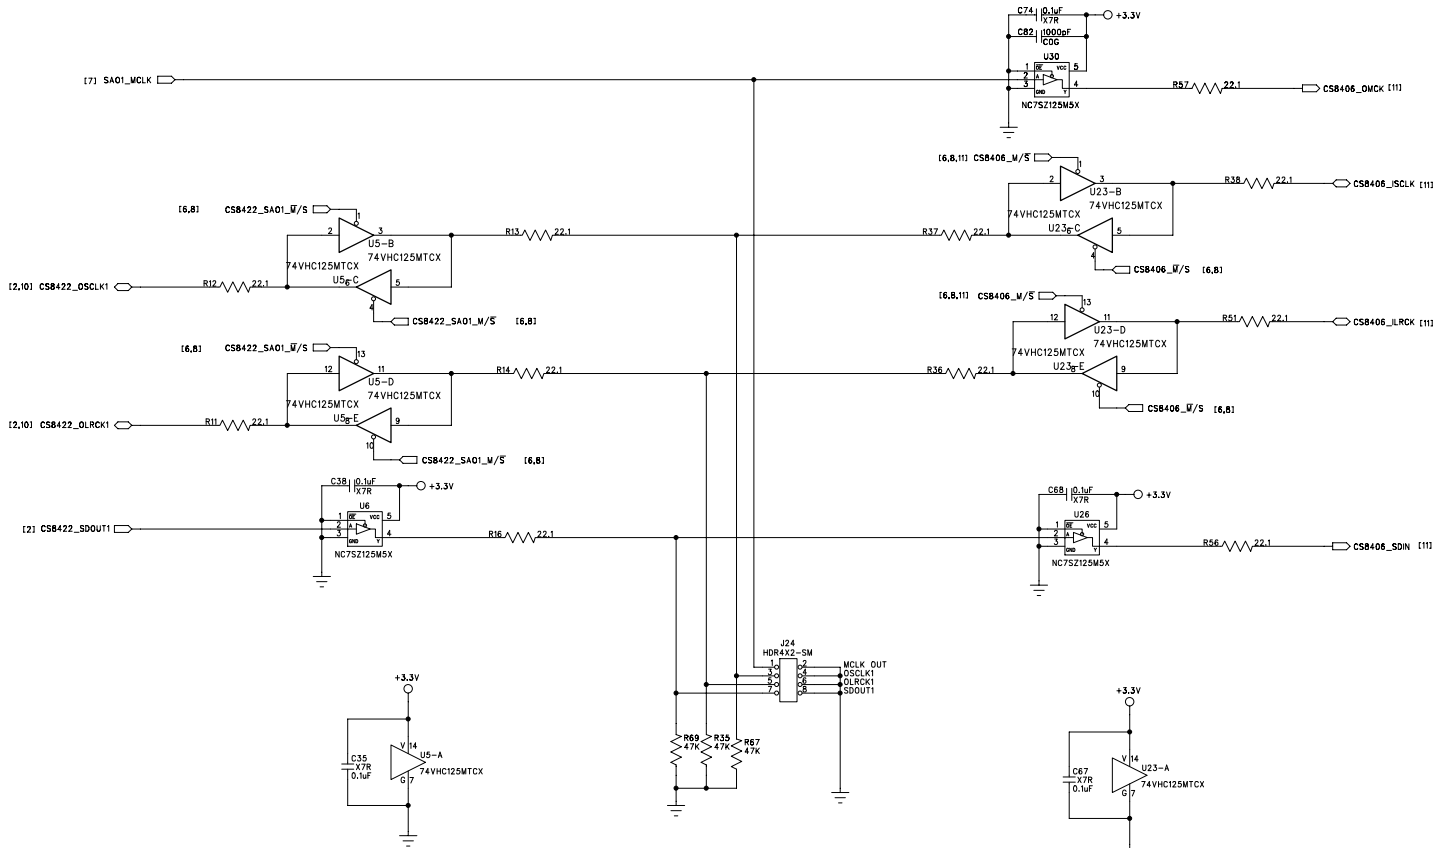 C74 0.1uF
X7R
+3.3V
C82 1000pF
COG
U30
[7] SAO1_MCLK
1 OE VCC 5
2 A
3 GND Y 4
NC7SZ125M5X
R57 22.1
CS8406_OMCK [11]
[6,8,11] CS8406_M/S
1
2 3
U23-B
74VHC125MTCX
R38 22.1
CS8406_ISCLK [11]
74VHC125MTCX
U23-C
6 5
4
CS8406_M/S [6,8]
[6,8] CS8422_SAO1_M/S
1
2 3
U5-B
74VHC125MTCX
R13 22.1
R37 22.1
74VHC125MTCX
U5-C
6 5
4
[2,10] CS8422_OSCLK1
R12 22.1
CS8422_SAO1_M/S [6,8]
[6,8,11] CS8406_M/S
13
12 11
U23-D
74VHC125MTCX
R51 22.1
CS8406_ILRCK [11]
74VHC125MTCX
U23-E
8 9
10
CS8406_M/S [6,8]
[6,8] CS8422_SAO1_M/S
13
12 11
U5-D
74VHC125MTCX
R14 22.1
R36 22.1
74VHC125MTCX
U5-E
8 9
10
[2,10] CS8422_OLRCK1
R11 22.1
CS8422_SAO1_M/S [6,8]
C38 0.1uF
X7R
+3.3V
U6
[2] CS8422_SDOUT1
1 OE VCC 5
2 A
3 GND Y 4
NC7SZ125M5X
R16 22.1
C68 0.1uF
X7R
+3.3V
U26
1 OE VCC 5
2 A
3 GND Y 4
NC7SZ125M5X
R56 22.1
CS8406_SDIN [11]
J24
HDR4X2-SM
1 2 MCLK OUT
3 4 OSCLK1
5 6 OLRCK1
7 8 SDOUT1
R69
47K
R35
47K
R67
47K
+3.3V
V 14
U5-A
74VHC125MTCX
G 7
C35
X7R
0.1uF
+3.3V
V 14
U23-A
74VHC125MTCX
G 7
C67
X7R
0.1uF